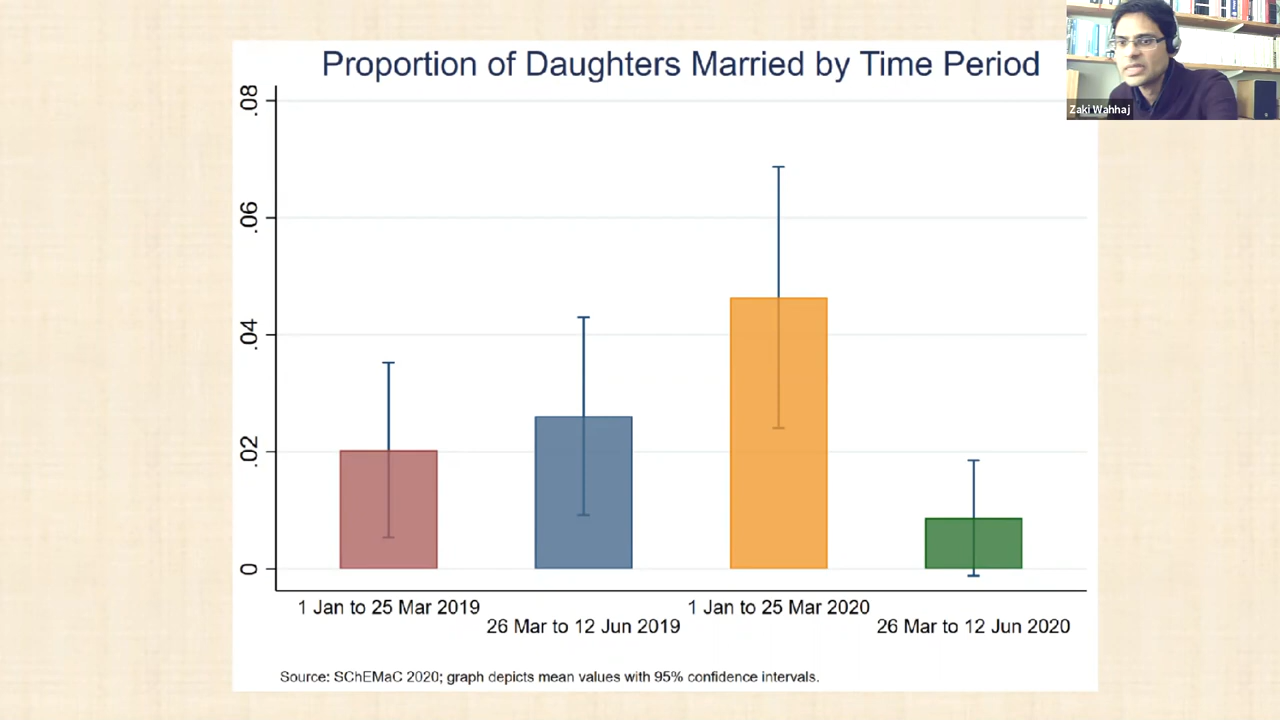 Proportion of Daughters Married by Time Period
Zaki Wahhaj
.08
.06
.04
.02
0
1 Jan to 25 Mar 2019
26 Mar to 12 Jun 2019
1 Jan to 25 Mar 2020
26 Mar to 12 Jun 2020
Source: SChEMaC 2020; graph depicts mean values with 95% confidence intervals.